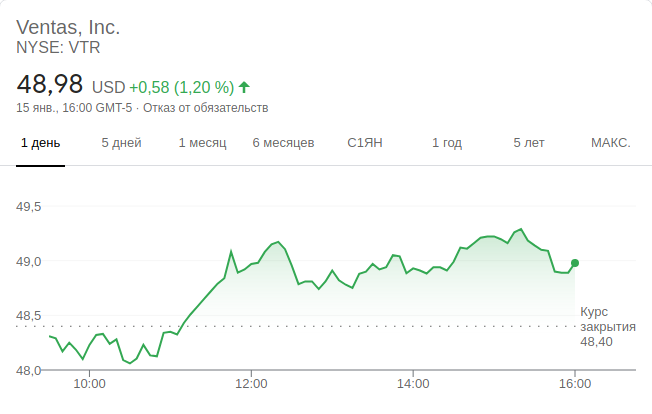 Ventas, Inc.
NYSE: VTR
48,98 USD +0,58 (1,20 %)
15 янв., 16:00 GMT-5 · Отказ от обязательств
1 день 5 дней 1 месяц 6 месяцев С1ЯН 1 год 5 лет МАКС.
49,5
49,0
48,5
48,0
Курс
закрытия
48,40
10:00 12:00 14:00 16:00